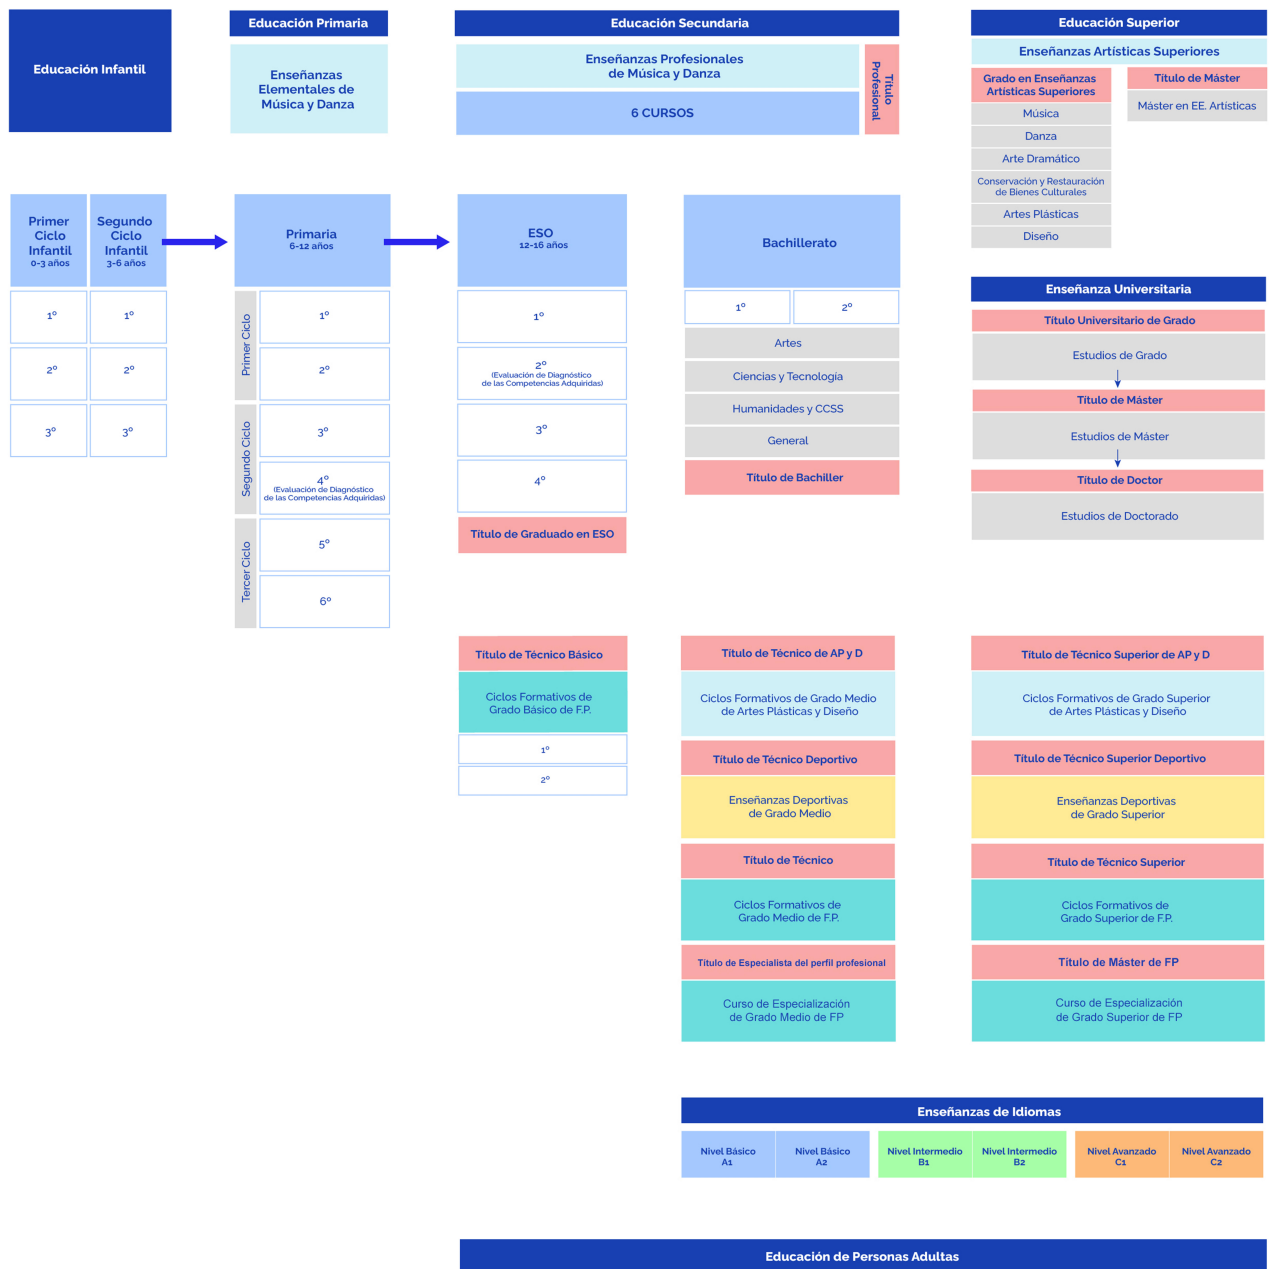 Educación Infantil
Educación Primaria
Enseñanzas
Elementales de
Música y Danza
Educación Secundaria
Enseñanzas Profesionales
de Música y Danza
6 CURSOS
Título
Profesional
Educación Superior
Enseñanzas Artísticas Superiores
Grado en Enseñanzas
Artísticas Superiores
Música
Danza
Arte Dramático
Conservación y Restauración
de Bienes Culturales
Artes Plásticas
Diseño
Título de Máster
Máster en EE. Artísticas
Primer
Ciclo
Infantil
0-3 años
1º
2º
3º
Segundo
Ciclo
Infantil
3-6 años
1º
2º
3º
Primaria
6-12 años
Primer Ciclo
1º
2º
Segundo Ciclo
3º
4º
(Evaluación de Diagnóstico
de las Competencias Adquiridas)
Tercer Ciclo
5º
6º
ESO
12-16 años
1º
2º
(Evaluación de Diagnóstico
de las Competencias Adquiridas)
3º
4º
Título de Graduado en ESO
Bachillerato
1º
2º
Artes
Ciencias y Tecnología
Humanidades y CCSS
General
Título de Bachiller
Enseñanza Universitaria
Título Universitario de Grado
Estudios de Grado
Título de Máster
Estudios de Máster
Título de Doctor
Estudios de Doctorado
Título de Técnico Básico
Ciclos Formativos de
Grado Básico de F.P.
1º
2º
Título de Técnico de AP y D
Ciclos Formativos de Grado Medio
de Artes Plásticas y Diseño
Título de Técnico Deportivo
Enseñanzas Deportivas
de Grado Medio
Título de Técnico
Ciclos Formativos de
Grado Medio de F.P.
Título de Especialista del perfil profesional
Curso de Especialización
de Grado Medio de FP
Título de Técnico Superior de AP y D
Ciclos Formativos de Grado Superior
de Artes Plásticas y Diseño
Título de Técnico Superior Deportivo
Enseñanzas Deportivas
de Grado Superior
Título de Técnico Superior
Ciclos Formativos de
Grado Superior de F.P.
Título de Máster de FP
Curso de Especialización
de Grado Superior de FP
Enseñanzas de Idiomas
Nivel Básico
A1
Nivel Básico
A2
Nivel Intermedio
B1
Nivel Intermedio
B2
Nivel Avanzado
C1
Nivel Avanzado
C2
Educación de Personas Adultas